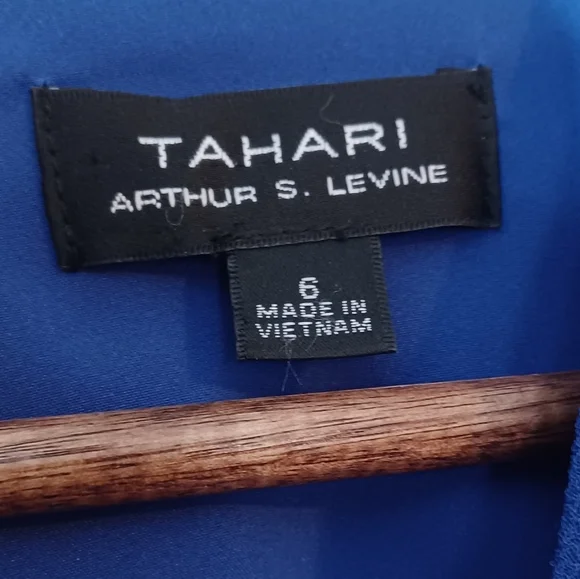 TAHARI
ARTHUR S. LEVINE
6
MADE IN
VIETNAM